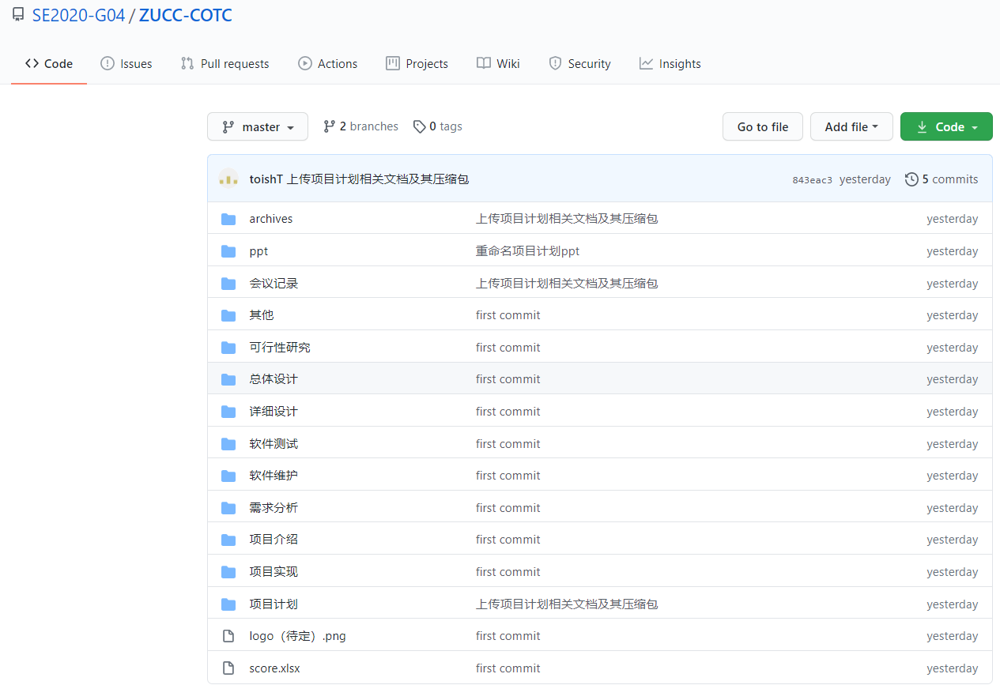 SE2020-G04 / ZUCC-COTC
Code Issues Pull requests Actions Projects Wiki Security Insights
master 2 branches 0 tags Go to file Add file Code
toishT 上传项目计划相关文档及其压缩包 843eac3 yesterday 5 commits
archives 上传项目计划相关文档及其压缩包 yesterday
ppt 重命名项目计划ppt yesterday
会议记录 上传项目计划相关文档及其压缩包 yesterday
其他 first commit yesterday
可行性研究 first commit yesterday
总体设计 first commit yesterday
详细设计 first commit yesterday
软件测试 first commit yesterday
软件维护 first commit yesterday
需求分析 first commit yesterday
项目介绍 first commit yesterday
项目实现 first commit yesterday
项目计划 上传项目计划相关文档及其压缩包 yesterday
logo（待定）.png first commit yesterday
score.xlsx first commit yesterday